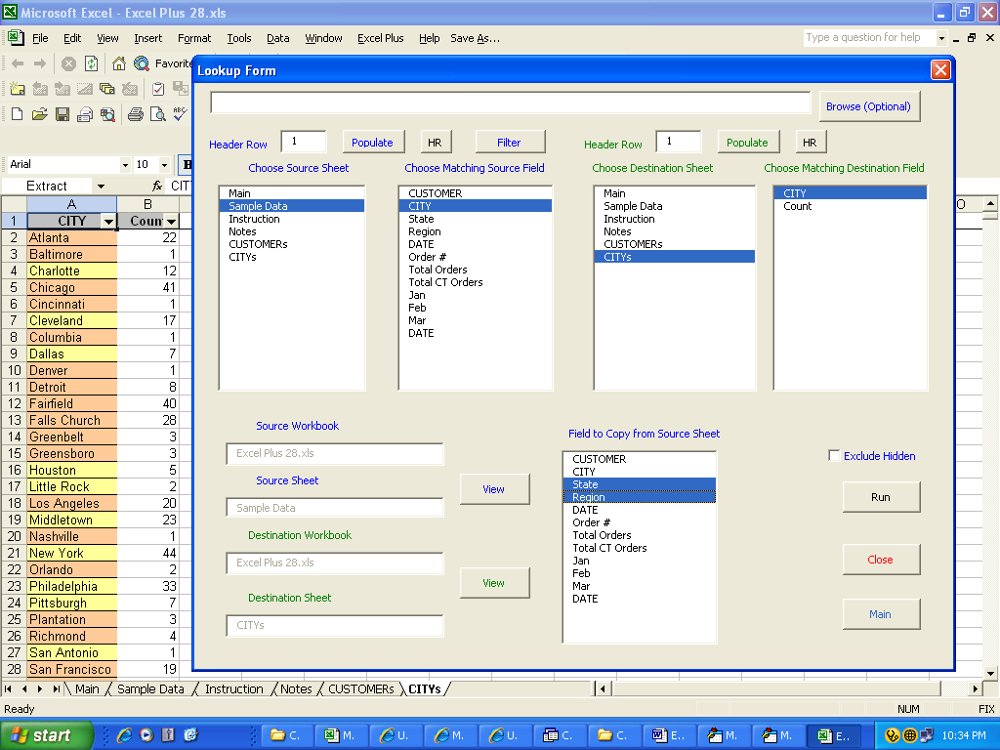 Microsoft Excel - Excel Plus 28.xls
File Edit View Insert Format Tools Data Window Excel Plus Help Save As...
Type a question for help
Favorite
Arial 10 B
Extract fx CIT
Lookup Form
Browse (Optional)
Header Row 1 Populate HR Filter Header Row 1 Populate HR
Choose Source Sheet Choose Matching Source Field Choose Destination Sheet Choose Matching Destination Field
Main
Sample Data
Instruction
Notes
CUSTOMERs
CITYs
CUSTOMER
CITY
State
Region
DATE
Order #
Total Orders
Total CT Orders
Jan
Feb
Mar
DATE
Main
Sample Data
Instruction
Notes
CUSTOMERs
CITYs
CITY
Count
Source Workbook
Excel Plus 28.xls
Source Sheet
Sample Data
View
Destination Workbook
Excel Plus 28.xls
Destination Sheet
CITYs
View
Field to Copy from Source Sheet
CUSTOMER
CITY
State
Region
DATE
Order #
Total Orders
Total CT Orders
Jan
Feb
Mar
DATE
Exclude Hidden
Run
Close
Main
A B O
1 CITY Coun
2 Atlanta 22
3 Baltimore 1
4 Charlotte 12
5 Chicago 41
6 Cincinnati 1
7 Cleveland 17
8 Columbia 1
9 Dallas 7
10 Denver 1
11 Detroit 8
12 Fairfield 40
13 Falls Church 28
14 Greenbelt 3
15 Greensboro 3
16 Houston 5
17 Little Rock 2
18 Los Angeles 20
19 Middletown 23
20 Nashville 1
21 New York 44
22 Orlando 2
23 Philadelphia 33
24 Pittsburgh 7
25 Plantation 3
26 Richmond 4
27 San Antonio 1
28 San Francisco 19
Main Sample Data Instruction Notes CUSTOMERs CITYs
Ready NUM FIX
start C. M. U. M. U. C. C. W E.. M. M. E.. 10:34 PM